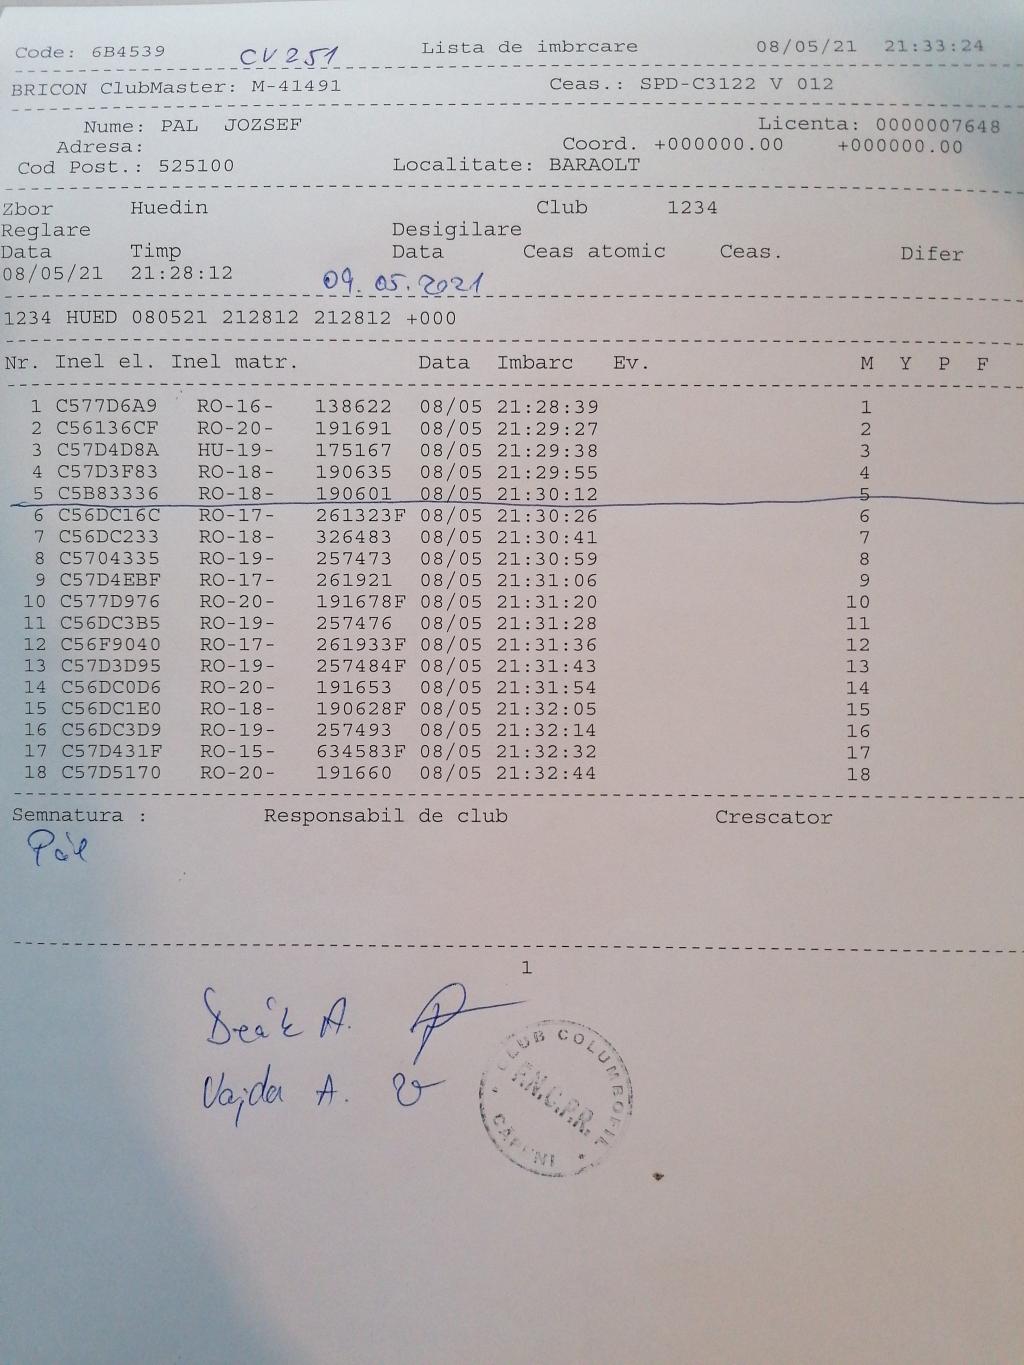 Code: 6B4539 CV 251 Lista de imbrcare 08/05/21 21:33:24
BRICON ClubMaster: M-41491 Ceas.: SPD-C3122 V 012
Nume: PAL JOZSEF Licenta: 0000007648
Adresa: Coord. +000000.00 +000000.00
Cod Post.: 525100 Localitate: BARAOLT
Zbor Huedin Club 1234
Reglare Desigilare
Data Timp Data Ceas atomic Ceas. Difer
08/05/21 21:28:12 09.05.2021
1234 HUED 080521 212812 212812 +000
Nr. Inel el. Inel matr. Data Imbarc Ev. M Y P F
1 C577D6A9 RO-16- 138622 08/05 21:28:39 1
2 C56136CF RO-20- 191691 08/05 21:29:27 2
3 C57D4D8A HU-19- 175167 08/05 21:29:38 3
4 C57D3F83 RO-18- 190635 08/05 21:29:55 4
5 C5B83336 RO-18- 190601 08/05 21:30:12 5
6 C56DC16C RO-17- 261323F 08/05 21:30:26 6
7 C56DC233 RO-18- 326483 08/05 21:30:41 7
8 C5704335 RO-19- 257473 08/05 21:30:59 8
9 C57D4EBF RO-17- 261921 08/05 21:31:06 9
10 C577D976 RO-20- 191678F 08/05 21:31:20 10
11 C56DC3B5 RO-19- 257476 08/05 21:31:28 11
12 C56F9040 RO-17- 261933F 08/05 21:31:36 12
13 C57D3D95 RO-19- 257484F 08/05 21:31:43 13
14 C56DC0D6 RO-20- 191653 08/05 21:31:54 14
15 C56DC1E0 RO-18- 190628F 08/05 21:32:05 15
16 C56DC3D9 RO-19- 257493 08/05 21:32:14 16
17 C57D431F RO-15- 634583F 08/05 21:32:32 17
18 C57D5170 RO-20- 191660 08/05 21:32:44 18
Semnatura : Responsabil de club Crescator
Pál
1
Deák A.
Vajda A.
CLUB COLUMBOFIL
F.N.C.P.R.
CĂPENI